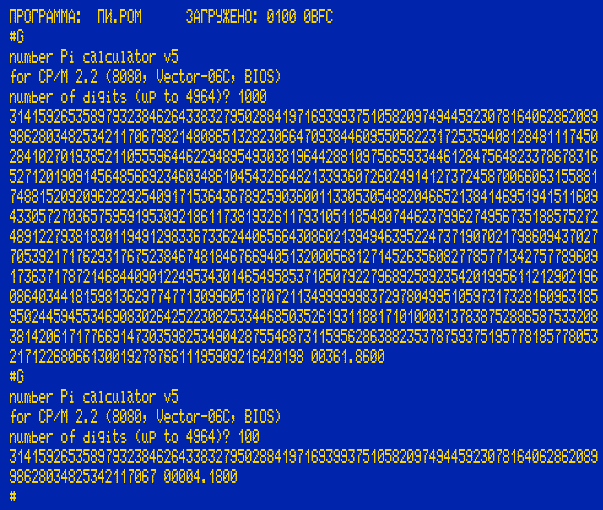 ПРОГРАММА:  ПИ.РОМ      ЗАГРУЖЕНО: 0100 0BFC
#G
number Pi calculator v5
for CP/M 2.2 (8080, Vector-06C, BIOS)
number of digits (uP to 4964)? 1000
31415926535897932384626433832795028841971693993751058209749445923078164062862089
98628034825342117067982148086513282306647093844609550582231725359408128481117450
28410270193852110555964462294895493038196442881097566593344612847564823378678316
52712019091456485669234603486104543266482133936072602491412737245870066063155881
74881520920962829254091715364367892590360011330530548820466521384146951941511609
43305727036575959195309218611738193261179310511854807446237996274956735188575272
48912279381830119491298336733624406566430860213949463952247371907021798609437027
70539217176293176752384674818467669405132000568127145263560827785771342757789609
17363717872146844090122495343014654958537105079227968925892354201995611212902196
08640344181598136297747713099605187072113499999983729780499510597317328160963185
95024459455346908302642522308253344685035261931188171010003137838752886587533208
38142061717766914730359825349042875546873115956286388235378759375195778185778053
2171226806613001927876611195909216420198 00361.8600
#G
number Pi calculator v5
for CP/M 2.2 (8080, Vector-06C, BIOS)
number of digits (uP to 4964)? 100
31415926535897932384626433832795028841971693993751058209749445923078164062862089
98628034825342117067 00004.1800
#